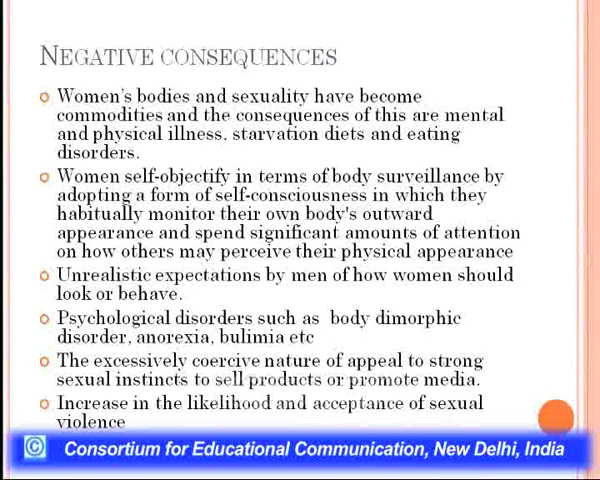 NEGATIVE CONSEQUENCES
o Women's bodies and sexuality have become
commodities and the consequences of this are mental
and physical illness, starvation diets and eating
disorders.
o Women self-objectify in terms of body surveillance by
adopting a form of self-consciousness in which they
habitually monitor their own body's outward
appearance and spend significant amounts of attention
on how others may perceive their physical appearance
o Unrealistic expectations by men of how women should
look or behave.
o Psychological disorders such as body dimorphic
disorder, anorexia, bulimia etc
o The excessively coercive nature of appeal to strong
sexual instincts to sell products or promote media.
o Increase in the likelihood and acceptance of sexual
violence
© Consortium for Educational Communication, New Delhi, India